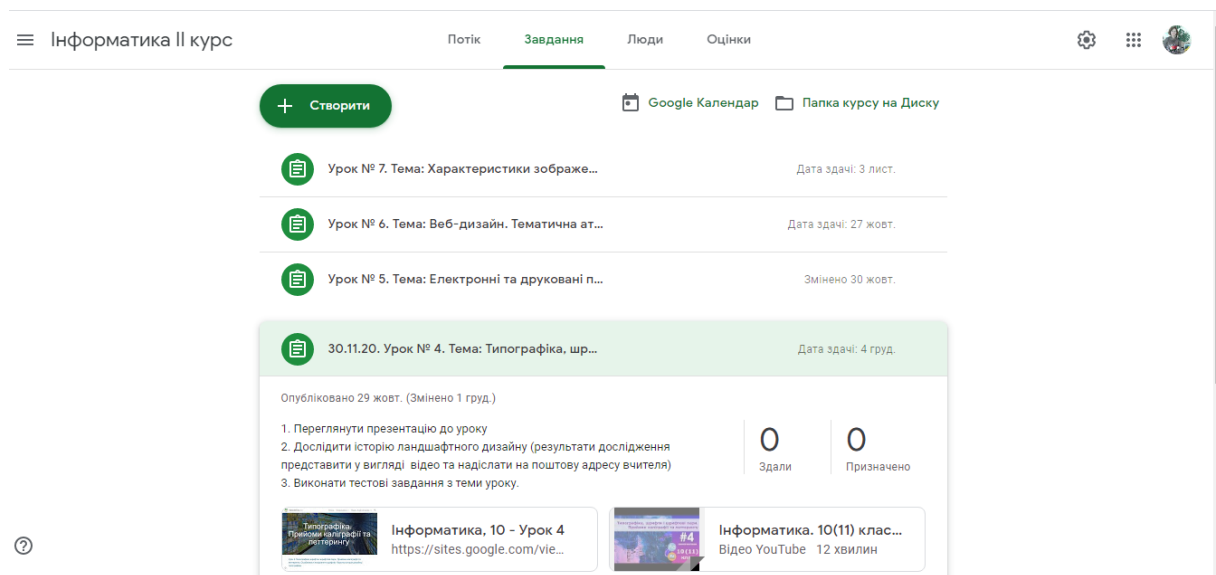 Інформатика ІІ курс
Потік
Завдання
Люди
Оцінки
Створити
Google Календар
Папка курсу на Диску
Урок № 7. Тема: Характеристики зображе...
Дата здачі: 3 лист.
Урок № 6. Тема: Веб-дизайн. Тематична ат...
Дата здачі: 27 жовт.
Урок № 5. Тема: Електронні та друковані п...
Змінено 30 жовт.
30.11.20. Урок № 4. Тема: Типографіка, шр...
Дата здачі: 4 груд.
Опубліковано 29 жовт. (Змінено 1 груд.)
1. Переглянути презентацію до уроку
2. Дослідити історію ландшафтного дизайну (результати дослідження
представити у вигляді відео та надіслати на поштову адресу вчителя)
3. Виконати тестові завдання з теми уроку.
0
Здали
0
Призначено
Типографіка.
Прийоми каліграфії та
леттерингу
Інформатика, 10 - Урок 4
https://sites.google.com/vie...
#4
10(11)
Інформатика. 10(11) клас...
Відео YouTube 12 хвилин